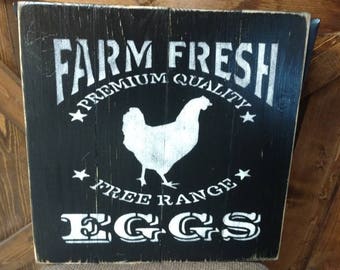 FARM FRESH
PREMIUM QUALITY
FREE RANGE
EGGS